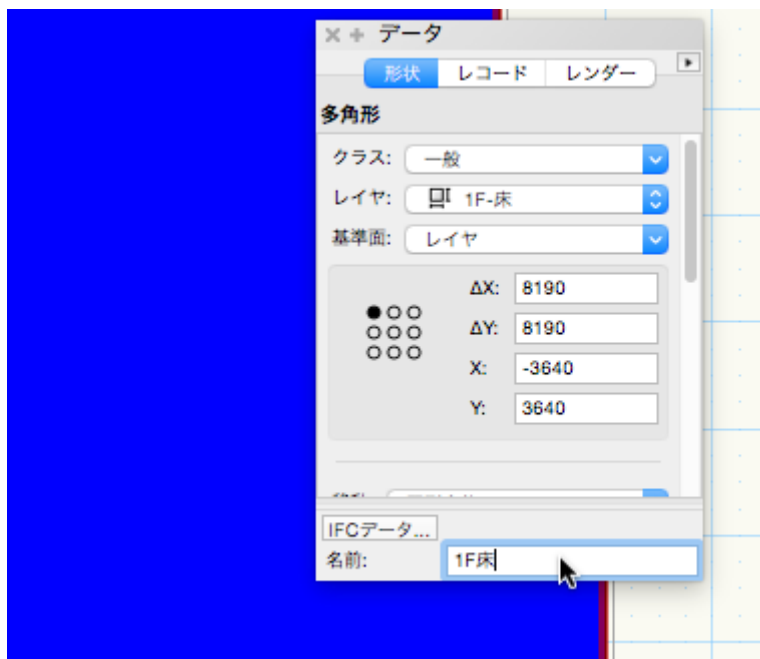 データ
形状 レコード レンダー
多角形
クラス: 一般
レイヤ: 1F-床
基準面: レイヤ
ΔX: 8190
ΔY: 8190
X: -3640
Y: 3640
IFCデータ...
名前: 1F床